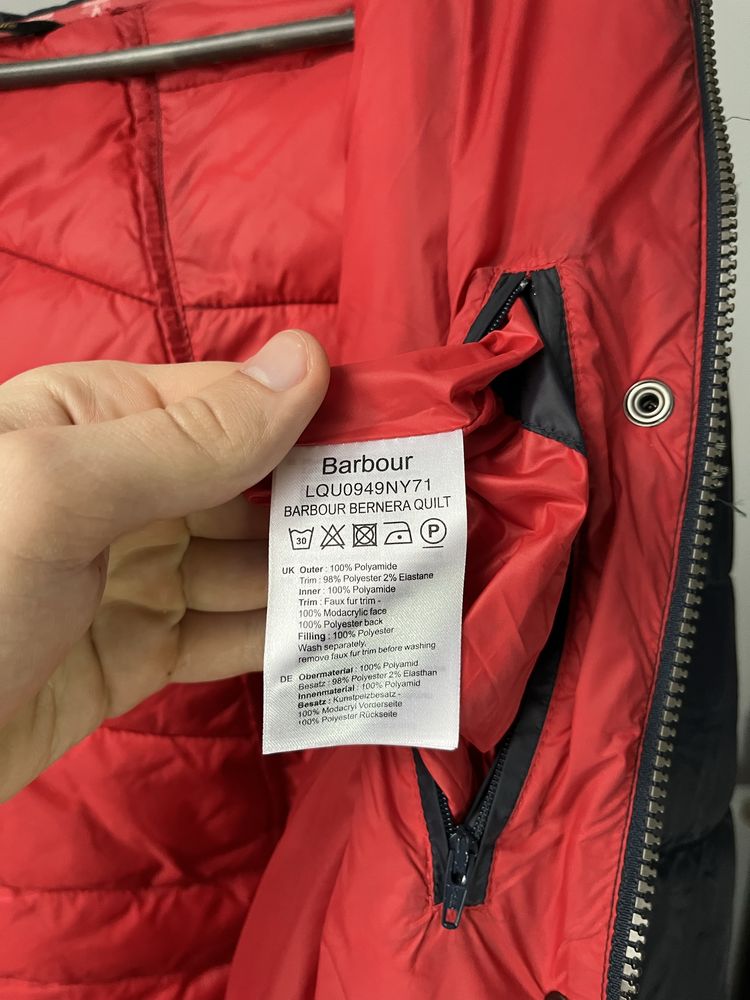 Barbour
LQU0949NY71
BARBOUR BERNERA QUILT
30
P
UK Outer : 100% Polyamide
Trim : 98% Polyester 2% Elastane
Inner : 100% Polyamide
Trim : Faux fur trim -
100% Modacrylic face
100% Polyester back
Filling : 100% Polyester
Wash separately,
remove faux fur trim before washing
DE Obermaterial : 100% Polyamid
Besatz : 98% Polyester 2% Elasthan
Innenmaterial : 100% Polyamid
Besatz : Kunstpelzbesatz -
100% Modacryl Vorderseite
100% Polyester Rückseite